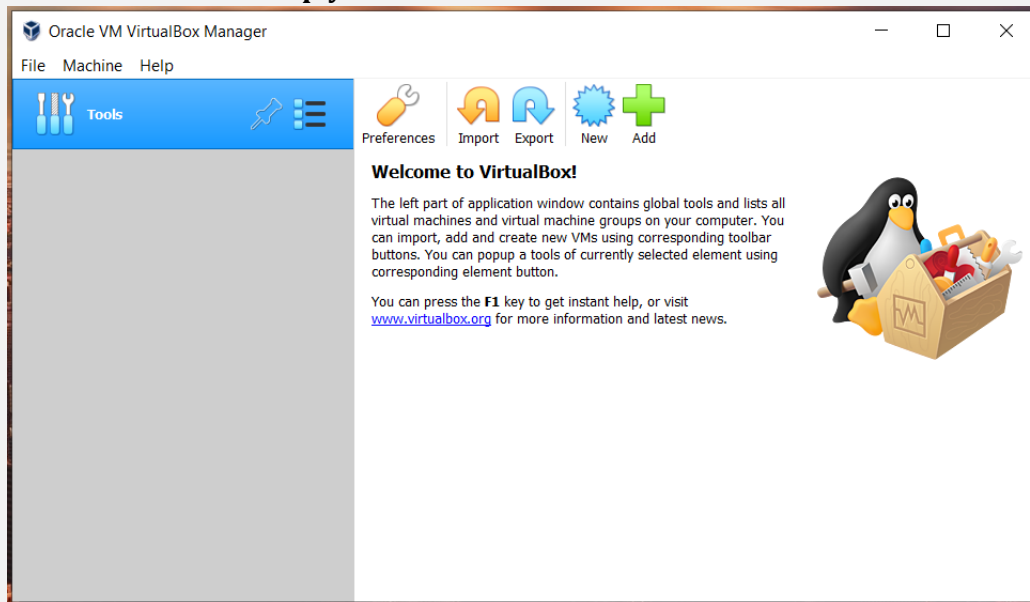 Oracle VM VirtualBox Manager
File Machine Help
Tools
Preferences Import Export New Add
Welcome to VirtualBox!
The left part of application window contains global tools and lists all
virtual machines and virtual machine groups on your computer. You
can import, add and create new VMs using corresponding toolbar
buttons. You can popup a tools of currently selected element using
corresponding element button.
You can press the F1 key to get instant help, or visit
www.virtualbox.org for more information and latest news.